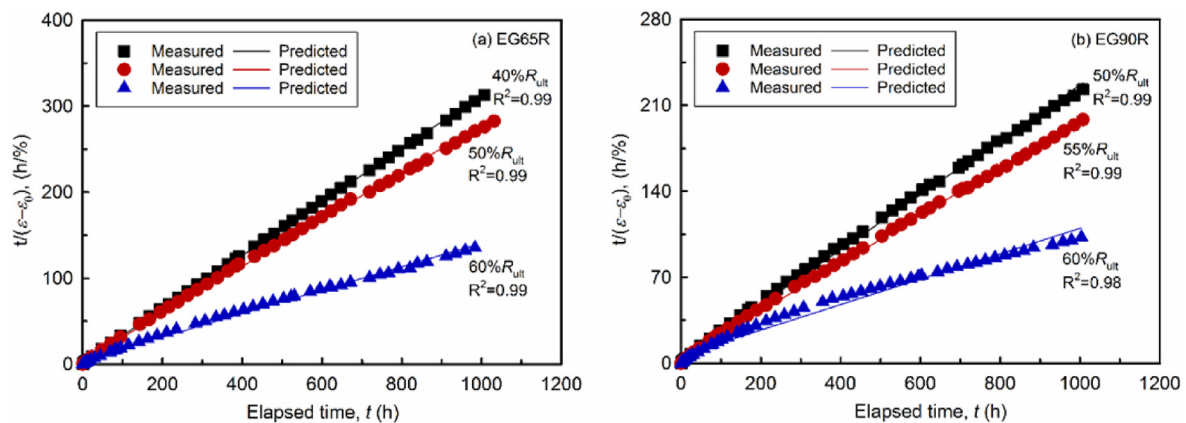 400
300
200
100
0
t/(ε−ε₀), (h/%)
Measured Predicted
Measured Predicted
Measured Predicted
(a) EG65R
40%Rult
R²=0.99
50%Rult
R²=0.99
60%Rult
R²=0.99
0 200 400 600 800 1000 1200
Elapsed time, t (h)
280
210
140
70
0
t/(ε−ε₀), (h/%)
Measured Predicted
Measured Predicted
Measured Predicted
(b) EG90R
50%Rult
R²=0.99
55%Rult
R²=0.99
60%Rult
R²=0.98
0 200 400 600 800 1000 1200
Elapsed time, t (h)